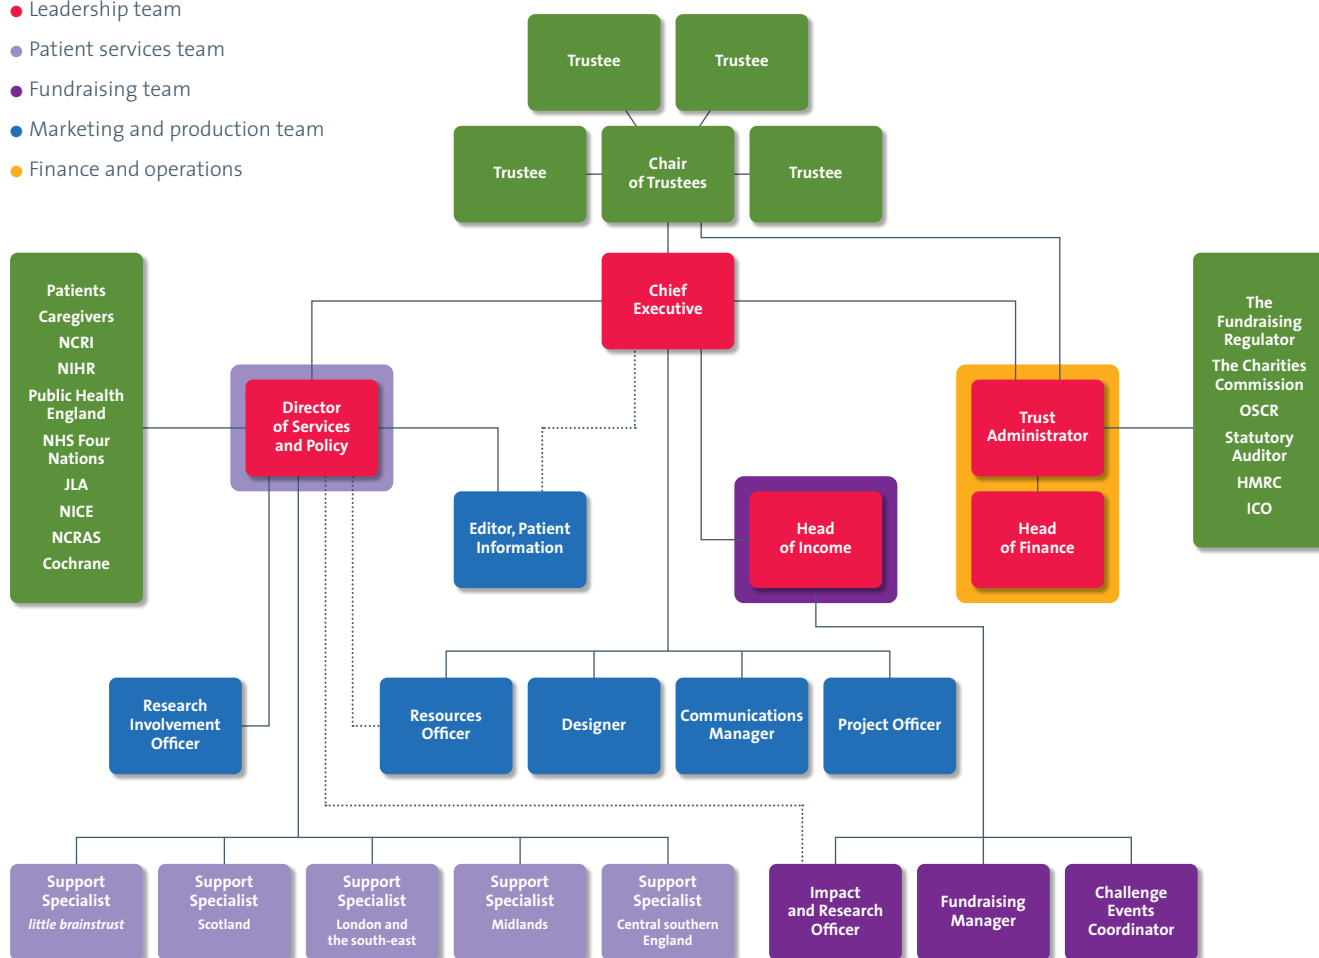 Leadership team
Patient services team
Fundraising team
Marketing and production team
Finance and operations
Trustee
Trustee
Trustee
Chair
of Trustees
Trustee
Patients
Caregivers
NCRI
NIHR
Public Health
England
NHS Four
Nations
JLA
NICE
NCRAS
Cochrane
Chief
Executive
The
Fundraising
Regulator
The Charities
Commission
OSCR
Statutory
Auditor
HMRC
ICO
Director
of Services
and Policy
Trust
Administrator
Editor, Patient
Information
Head
of Income
Head
of Finance
Research
Involvement
Officer
Resources
Officer
Designer
Communications
Manager
Project Officer
Support
Specialist
little brainstrust
Support
Specialist
Scotland
Support
Specialist
London and
the south-east
Support
Specialist
Midlands
Support
Specialist
Central southern
England
Impact
and Research
Officer
Fundraising
Manager
Challenge
Events
Coordinator